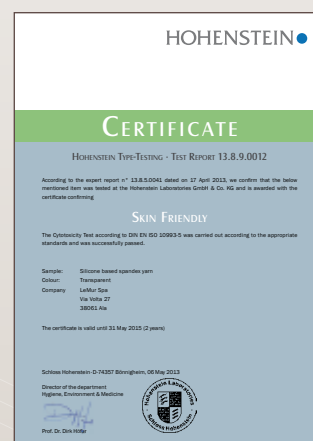 HOHENSTEIN
CERTIFICATE
HOHENSTEIN TYPE-TESTING - TEST REPORT 13.8.9.0012
According to the expert report n° 13.8.5.0041 dated on 17 April 2013, we confirm that the below
mentioned item was tested at the Hohenstein Laboratories GmbH & Co. KG and is awarded with the
certificate confirming
SKIN FRIENDLY
The Cytotoxicity Test according to DIN EN ISO 10993-5 was carried out according to the appropriate
standards and was successfully passed.
Sample: Silicone based spandes yarn
Colour: Transparent
Company LeMur Spa
Via Volta 27
38061 Ala
The certificate is valid until 31 May 2015 (2 years)
Schloss Hohenstein-D-74357 Bönnigheim, 06 May 2013
Director of the department
Hygiene, Environment & Medicine
Prof. Dr. Dirk Höfer
Hohenstein Laboratories
Schloss Hohenstein